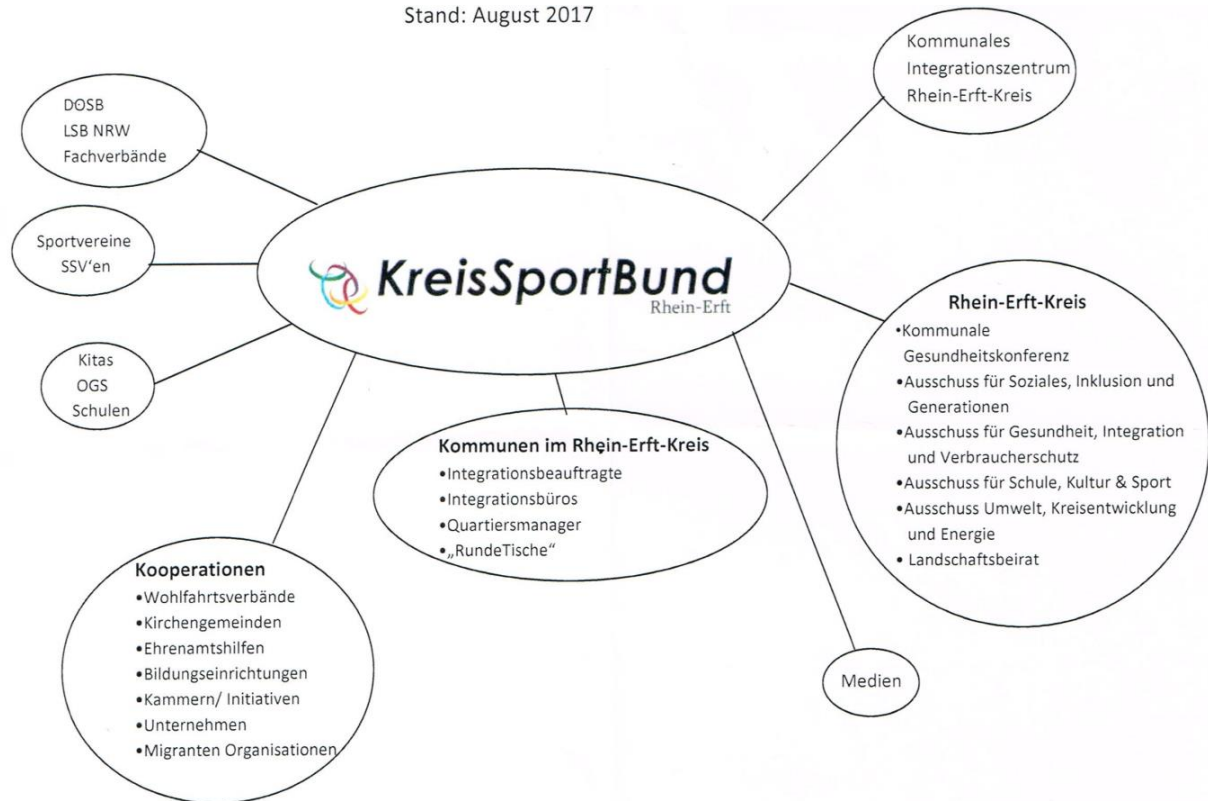 Stand: August 2017
DOSB
LSB NRW
Fachverbände
Kommunales
Integrationszentrum
Rhein-Erft-Kreis
Sportvereine
SSV'en
KreisSportBund
Rhein-Erft
Kitas
OGS
Schulen
Rhein-Erft-Kreis
•Kommunale
Gesundheitskonferenz
•Ausschuss für Soziales, Inklusion und
Generationen
•Ausschuss für Gesundheit, Integration
und Verbraucherschutz
•Ausschuss für Schule, Kultur & Sport
•Ausschuss Umwelt, Kreisentwicklung
und Energie
• Landschaftsbeirat
Kommunen im Rhein-Erft-Kreis
•Integrationsbeauftragte
•Integrationsbüros
•Quartiersmanager
•„RundeTische“
Kooperationen
•Wohlfahrtsverbände
•Kirchengemeinden
•Ehrenamtshilfen
•Bildungseinrichtungen
•Kammern/ Initiativen
•Unternehmen
•Migranten Organisationen
Medien